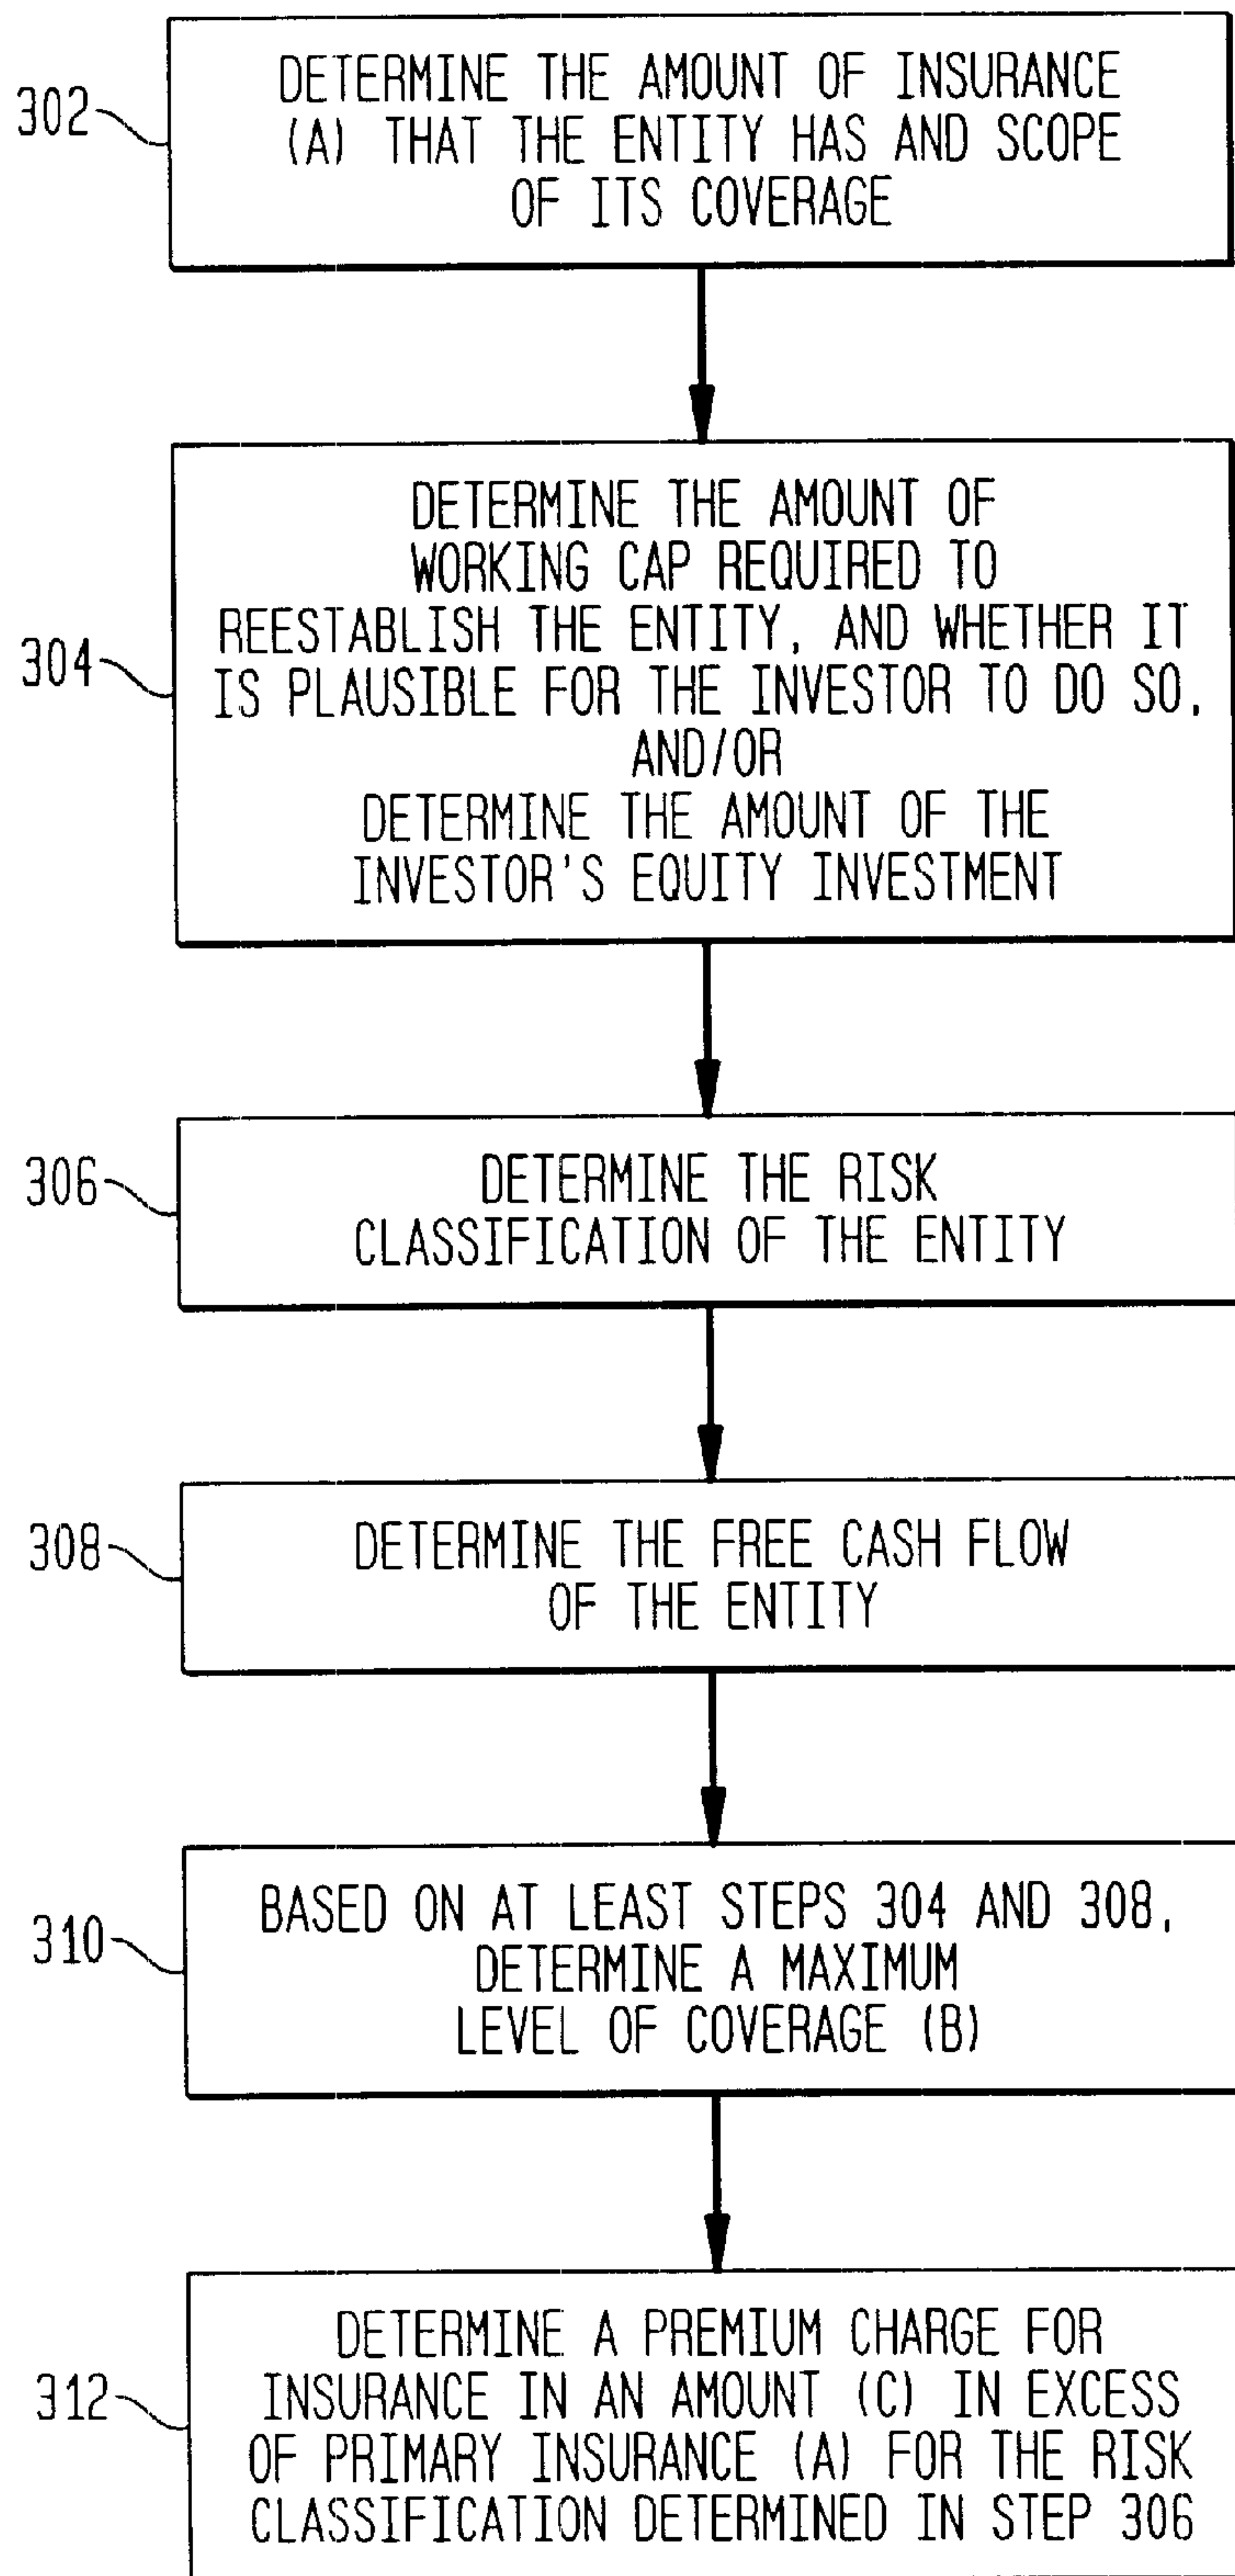 302
DETERMINE THE AMOUNT OF INSURANCE
(A) THAT THE ENTITY HAS AND SCOPE
OF ITS COVERAGE
304
DETERMINE THE AMOUNT OF
WORKING CAP REQUIRED TO
REESTABLISH THE ENTITY, AND WHETHER IT
IS PLAUSIBLE FOR THE INVESTOR TO DO SO,
AND/OR
DETERMINE THE AMOUNT OF THE
INVESTOR'S EQUITY INVESTMENT
306
DETERMINE THE RISK
CLASSIFICATION OF THE ENTITY
308
DETERMINE THE FREE CASH FLOW
OF THE ENTITY
310
BASED ON AT LEAST STEPS 304 AND 308,
DETERMINE A MAXIMUM
LEVEL OF COVERAGE (B)
312
DETERMINE A PREMIUM CHARGE FOR
INSURANCE IN AN AMOUNT (C) IN EXCESS
OF PRIMARY INSURANCE (A) FOR THE RISK
CLASSIFICATION DETERMINED IN STEP 306